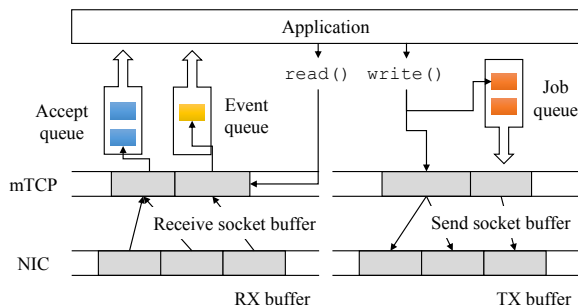 Application
read() write()
Accept
queue
Event
queue
Job
queue
mTCP
Receive socket buffer
Send socket buffer
NIC
RX buffer
TX buffer